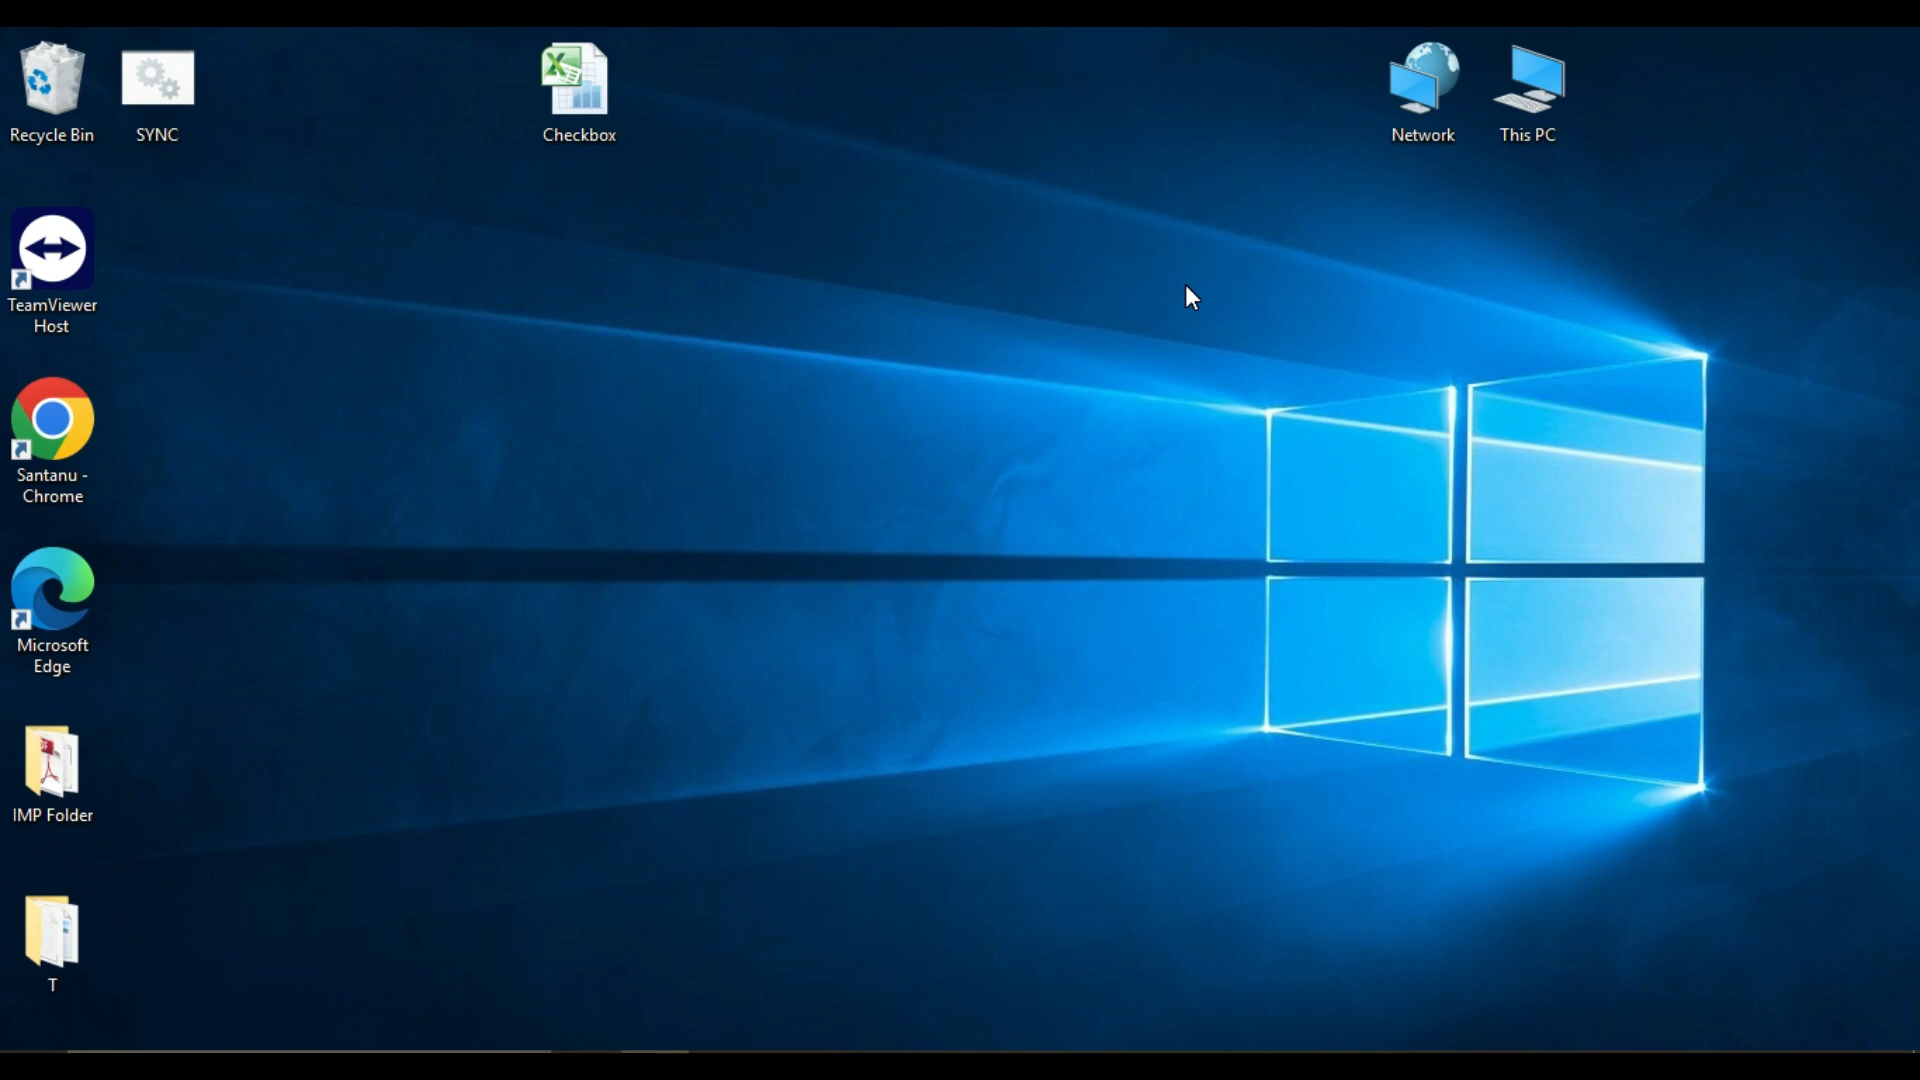 Recycle Bin
SYNC
Checkbox
Network
This PC
TeamViewer
Host
Santanu -
Chrome
Microsoft
Edge
IMP Folder
T